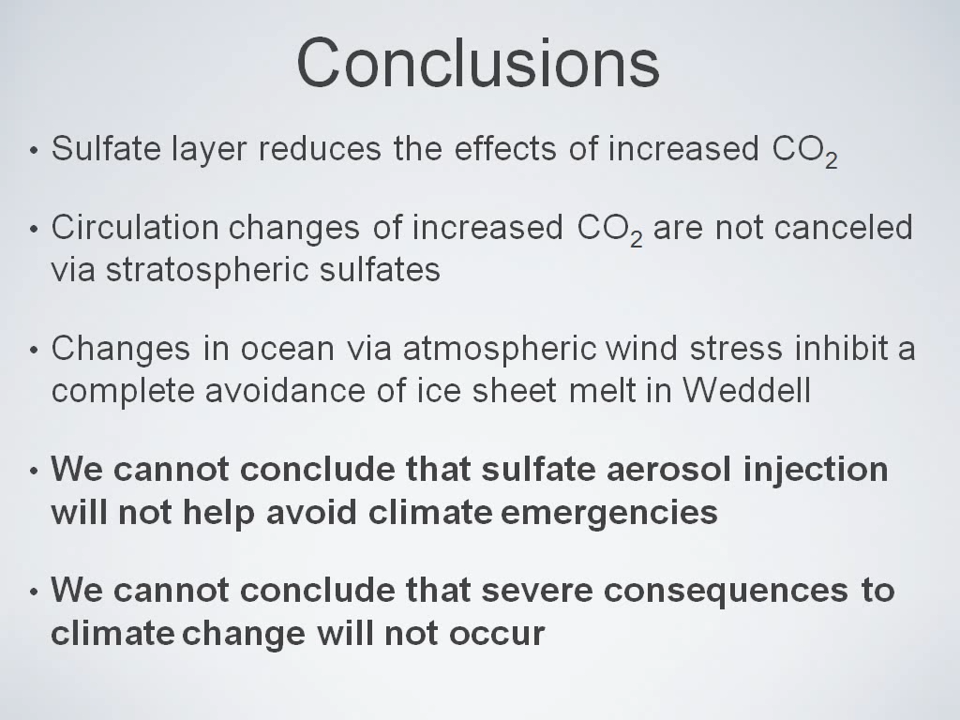 Conclusions
• Sulfate layer reduces the effects of increased CO₂
• Circulation changes of increased CO₂ are not canceled
via stratospheric sulfates
• Changes in ocean via atmospheric wind stress inhibit a
complete avoidance of ice sheet melt in Weddell
• We cannot conclude that sulfate aerosol injection
will not help avoid climate emergencies
• We cannot conclude that severe consequences to
climate change will not occur